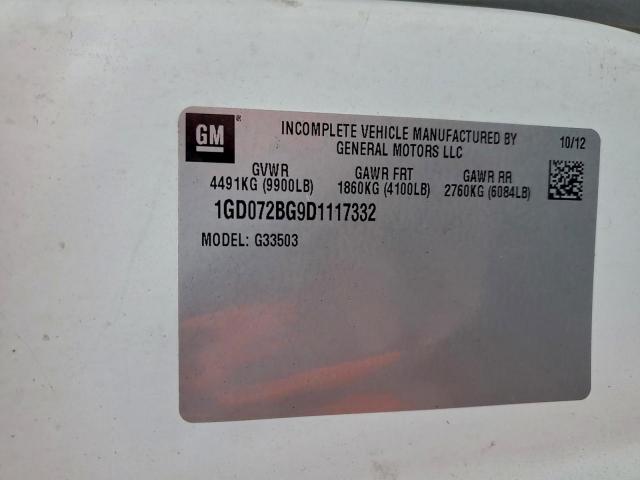 GM ®
INCOMPLETE VEHICLE MANUFACTURED BY
GENERAL MOTORS LLC
10/12
GVWR GAWR FRT GAWR RR
4491KG (9900LB) 1860KG (4100LB) 2760KG (6084LB)
1GD072BG9D1117332
MODEL: G33503